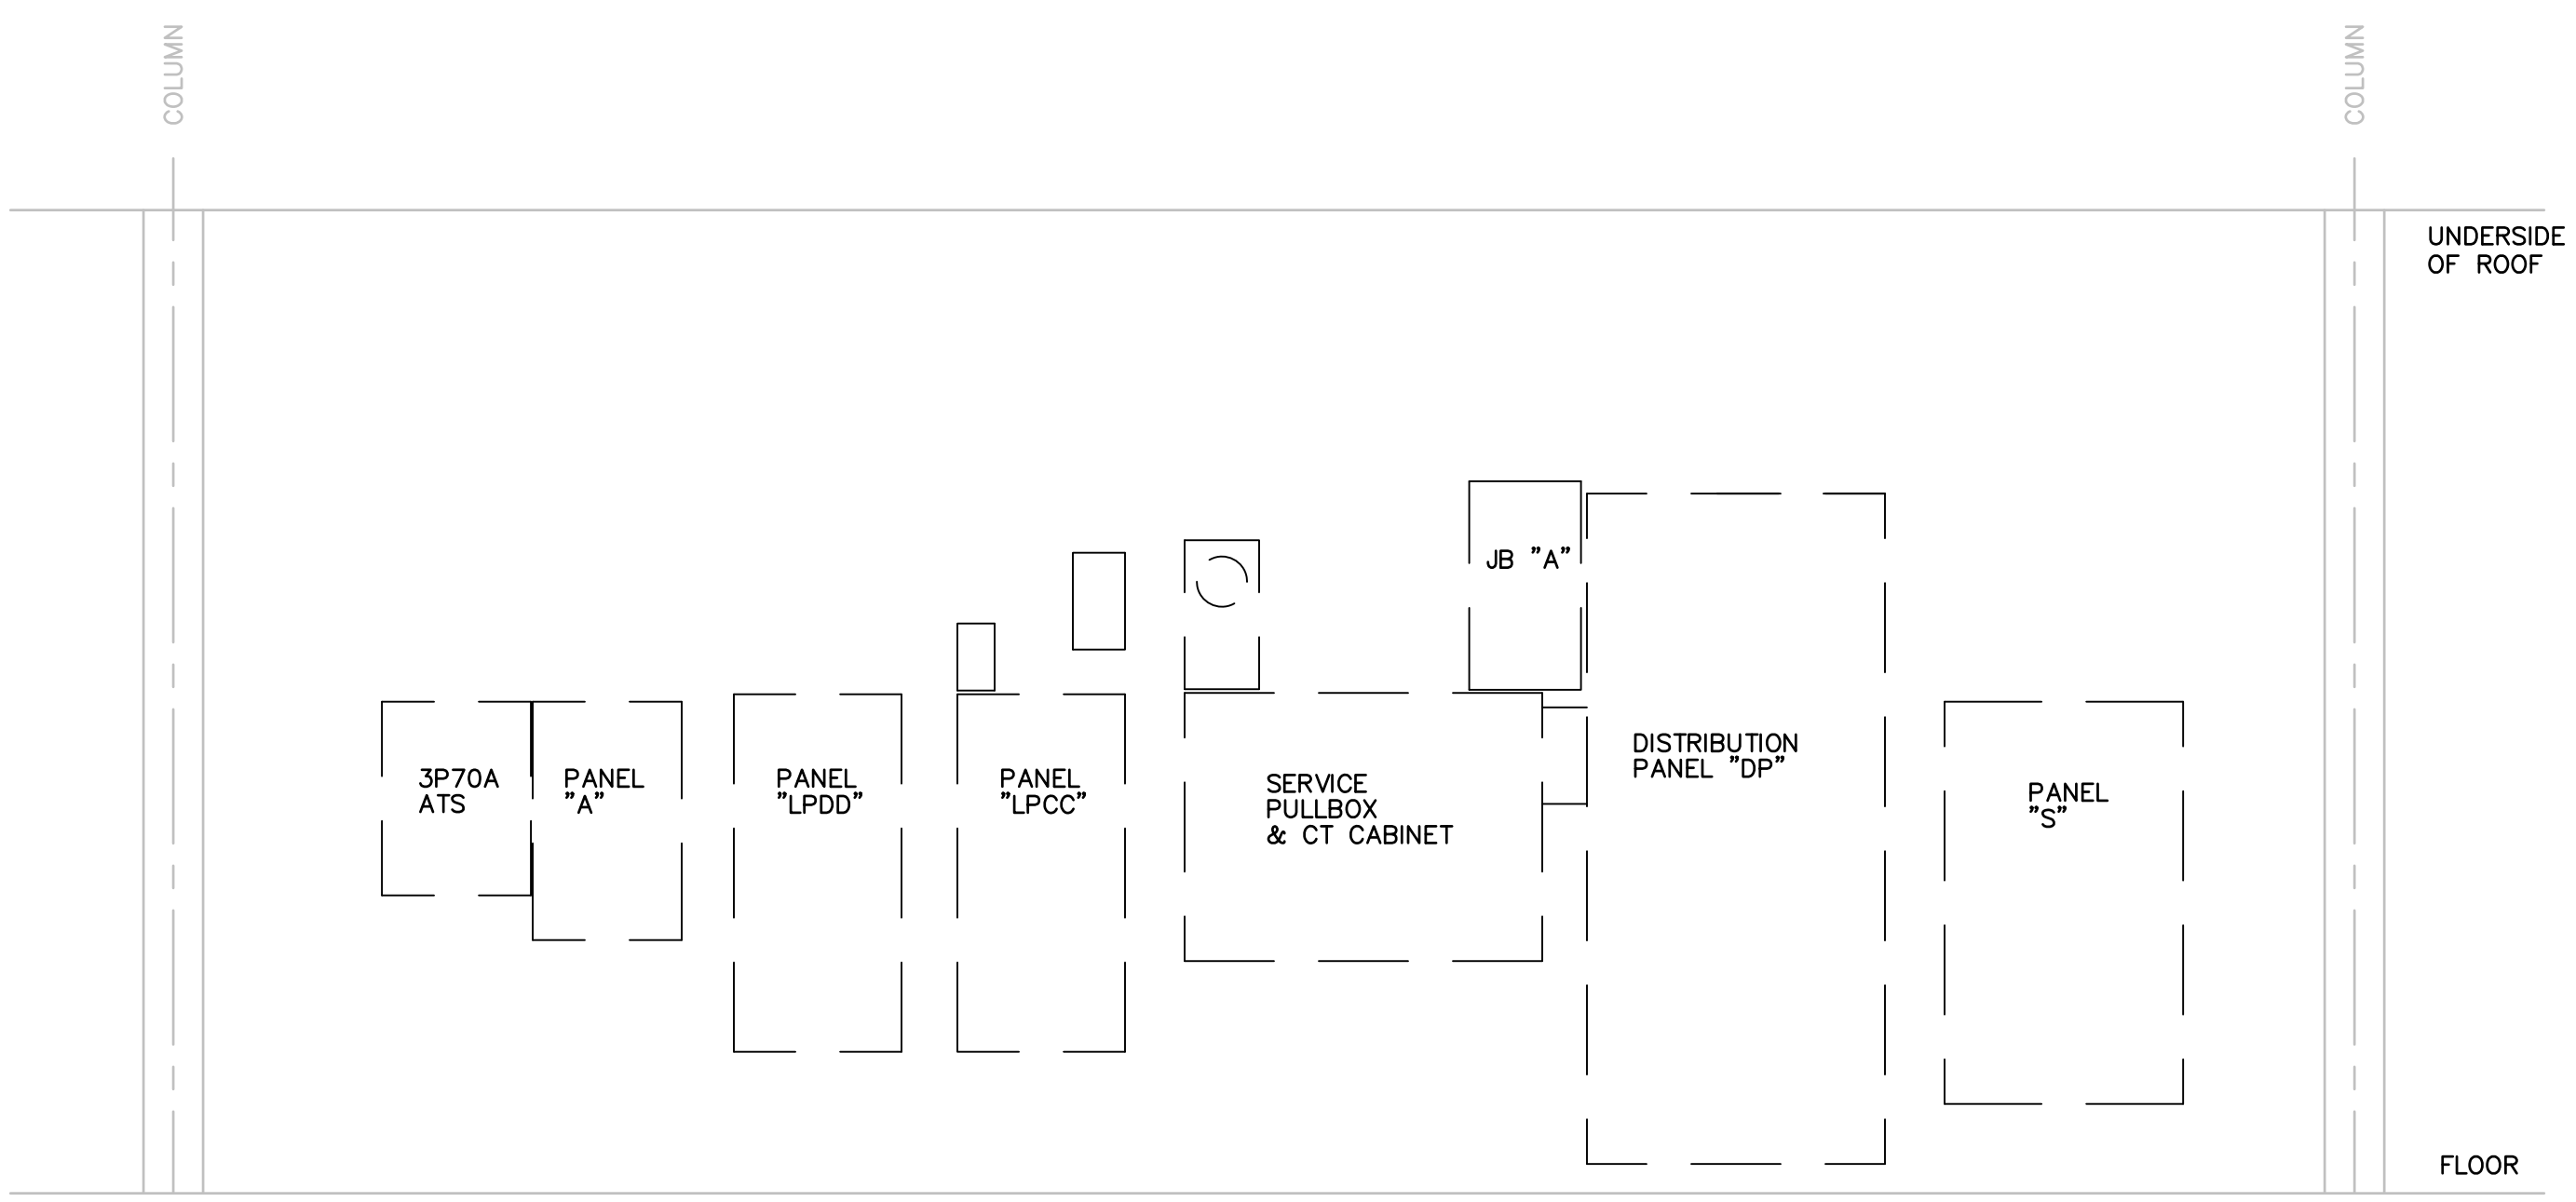 COLUMN
COLUMN
UNDERSIDE
OF ROOF
JB "A"
3P70A
ATS
PANEL
"A"
PANEL
"LPDD"
PANEL
"LPCC"
SERVICE
PULLBOX
& CT CABINET
DISTRIBUTION
PANEL "DP"
PANEL
"S"
FLOOR